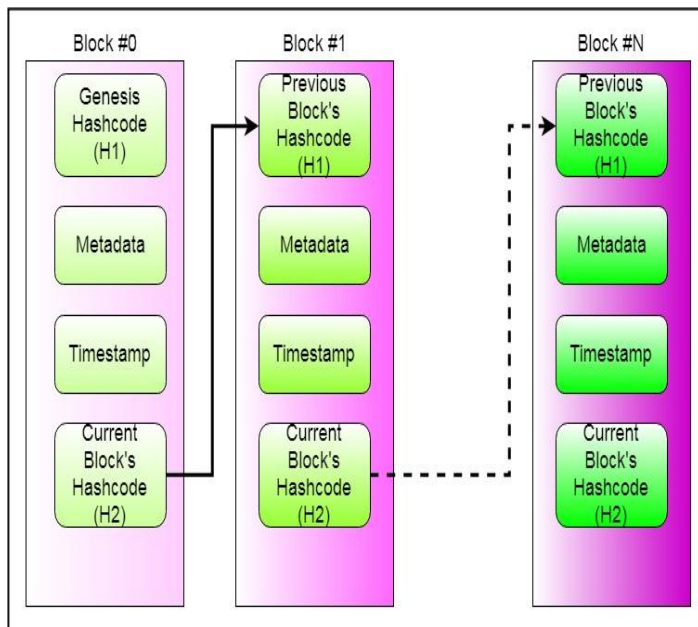 Block #0
Genesis
Hashcode
(H1)
Metadata
Timestamp
Current
Block's
Hashcode
(H2)
Block #1
Previous
Block's
Hashcode
(H1)
Metadata
Timestamp
Current
Block's
Hashcode
(H2)
Block #N
Previous
Block's
Hashcode
(H1)
Metadata
Timestamp
Current
Block's
Hashcode
(H2)